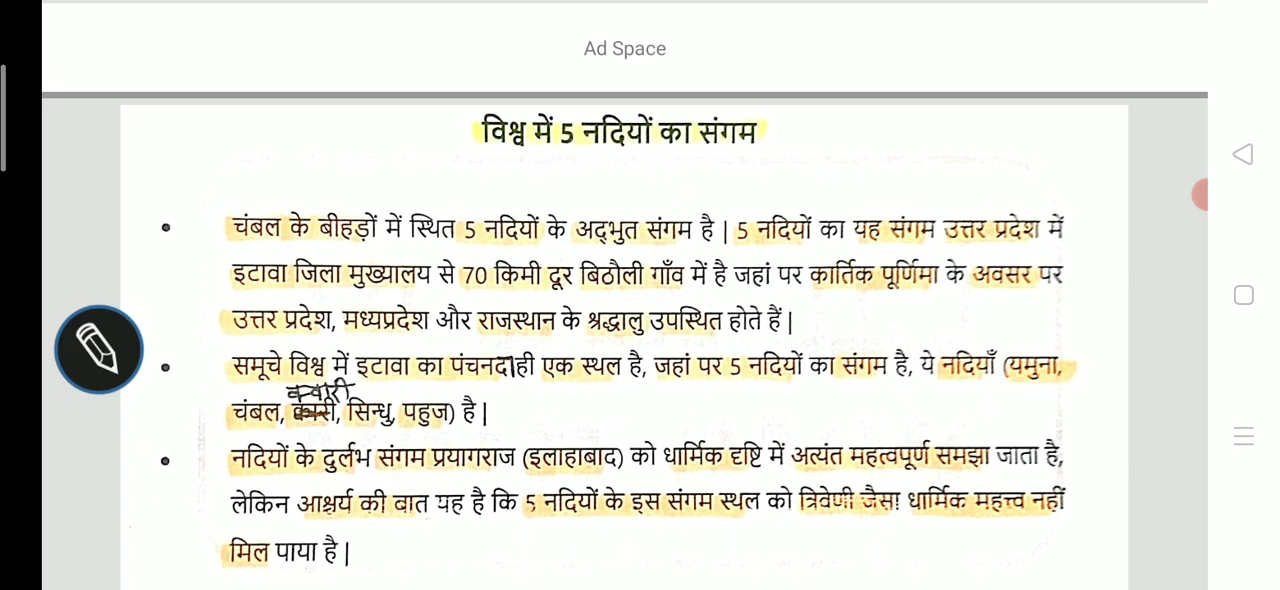 Ad Space
विश्व में 5 नदियों का संगम
• चंबल के बीहड़ों में स्थित 5 नदियों के अद्भुत संगम है | 5 नदियों का यह संगम उत्तर प्रदेश में
इटावा जिला मुख्यालय से 70 किमी दूर बिठौली गाँव में है जहां पर कार्तिक पूर्णिमा के अवसर पर
उत्तर प्रदेश, मध्यप्रदेश और राजस्थान के श्रद्धालु उपस्थित होते हैं |
• समूचे विश्व में इटावा का पंचनदा ही एक स्थल है, जहां पर 5 नदियों का संगम है, ये नदियाँ (यमुना,
क्वारी
चंबल, कारी, सिन्धु, पहुज) है |
• नदियों के दुर्लभ संगम प्रयागराज (इलाहाबाद) को धार्मिक दृष्टि में अत्यंत महत्वपूर्ण समझा जाता है,
लेकिन आश्चर्य की बात यह है कि 5 नदियों के इस संगम स्थल को त्रिवेणी जैसा धार्मिक महत्त्व नहीं
मिल पाया है |